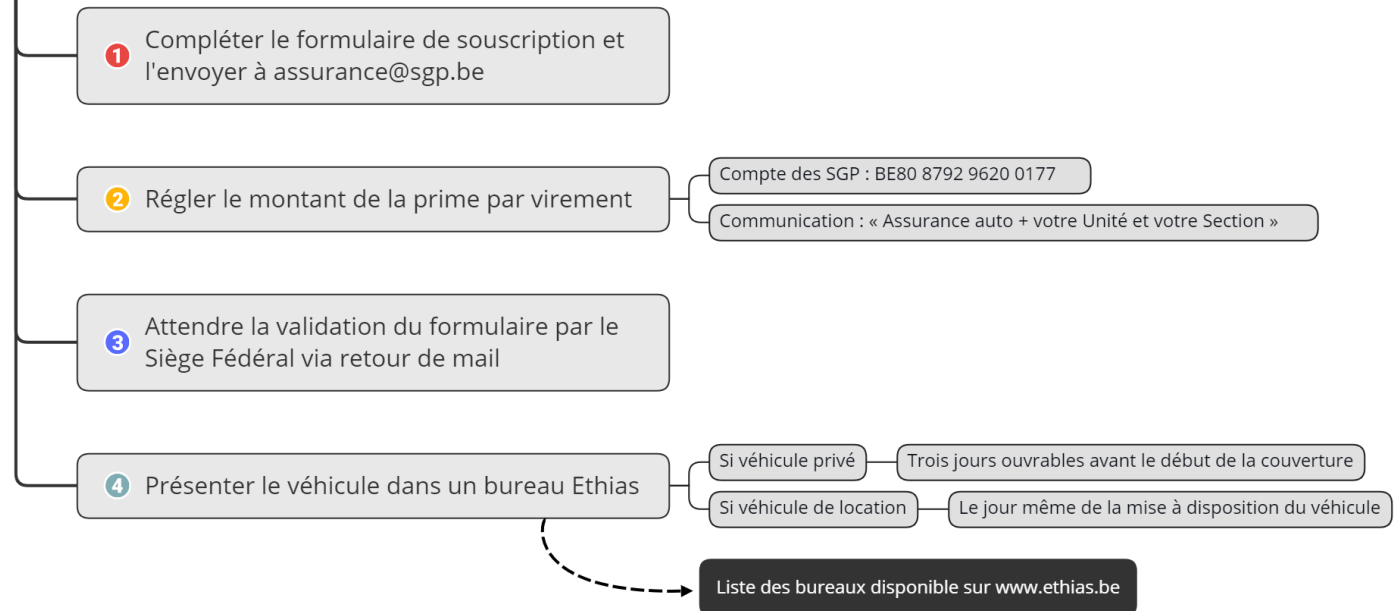 1 Compléter le formulaire de souscription et
l'envoyer à assurance@sgp.be
2 Régler le montant de la prime par virement
Compte des SGP : BE80 8792 9620 0177
Communication : « Assurance auto + votre Unité et votre Section »
3 Attendre la validation du formulaire par le
Siège Fédéral via retour de mail
4 Présenter le véhicule dans un bureau Ethias
Si véhicule privé
Trois jours ouvrables avant le début de la couverture
Si véhicule de location
Le jour même de la mise à disposition du véhicule
Liste des bureaux disponible sur www.ethias.be